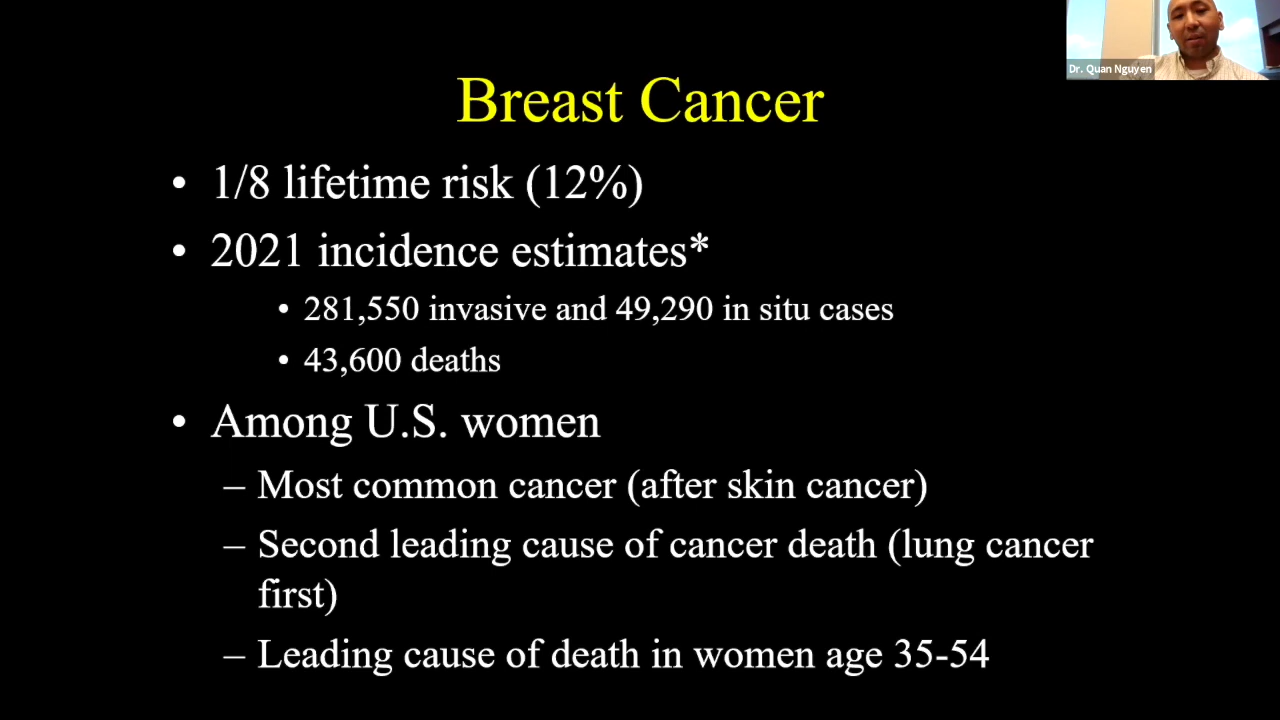 Dr. Quan Nguyen
Breast Cancer
• 1/8 lifetime risk (12%)
• 2021 incidence estimates*
• 281,550 invasive and 49,290 in situ cases
• 43,600 deaths
• Among U.S. women
– Most common cancer (after skin cancer)
– Second leading cause of cancer death (lung cancer
first)
– Leading cause of death in women age 35-54